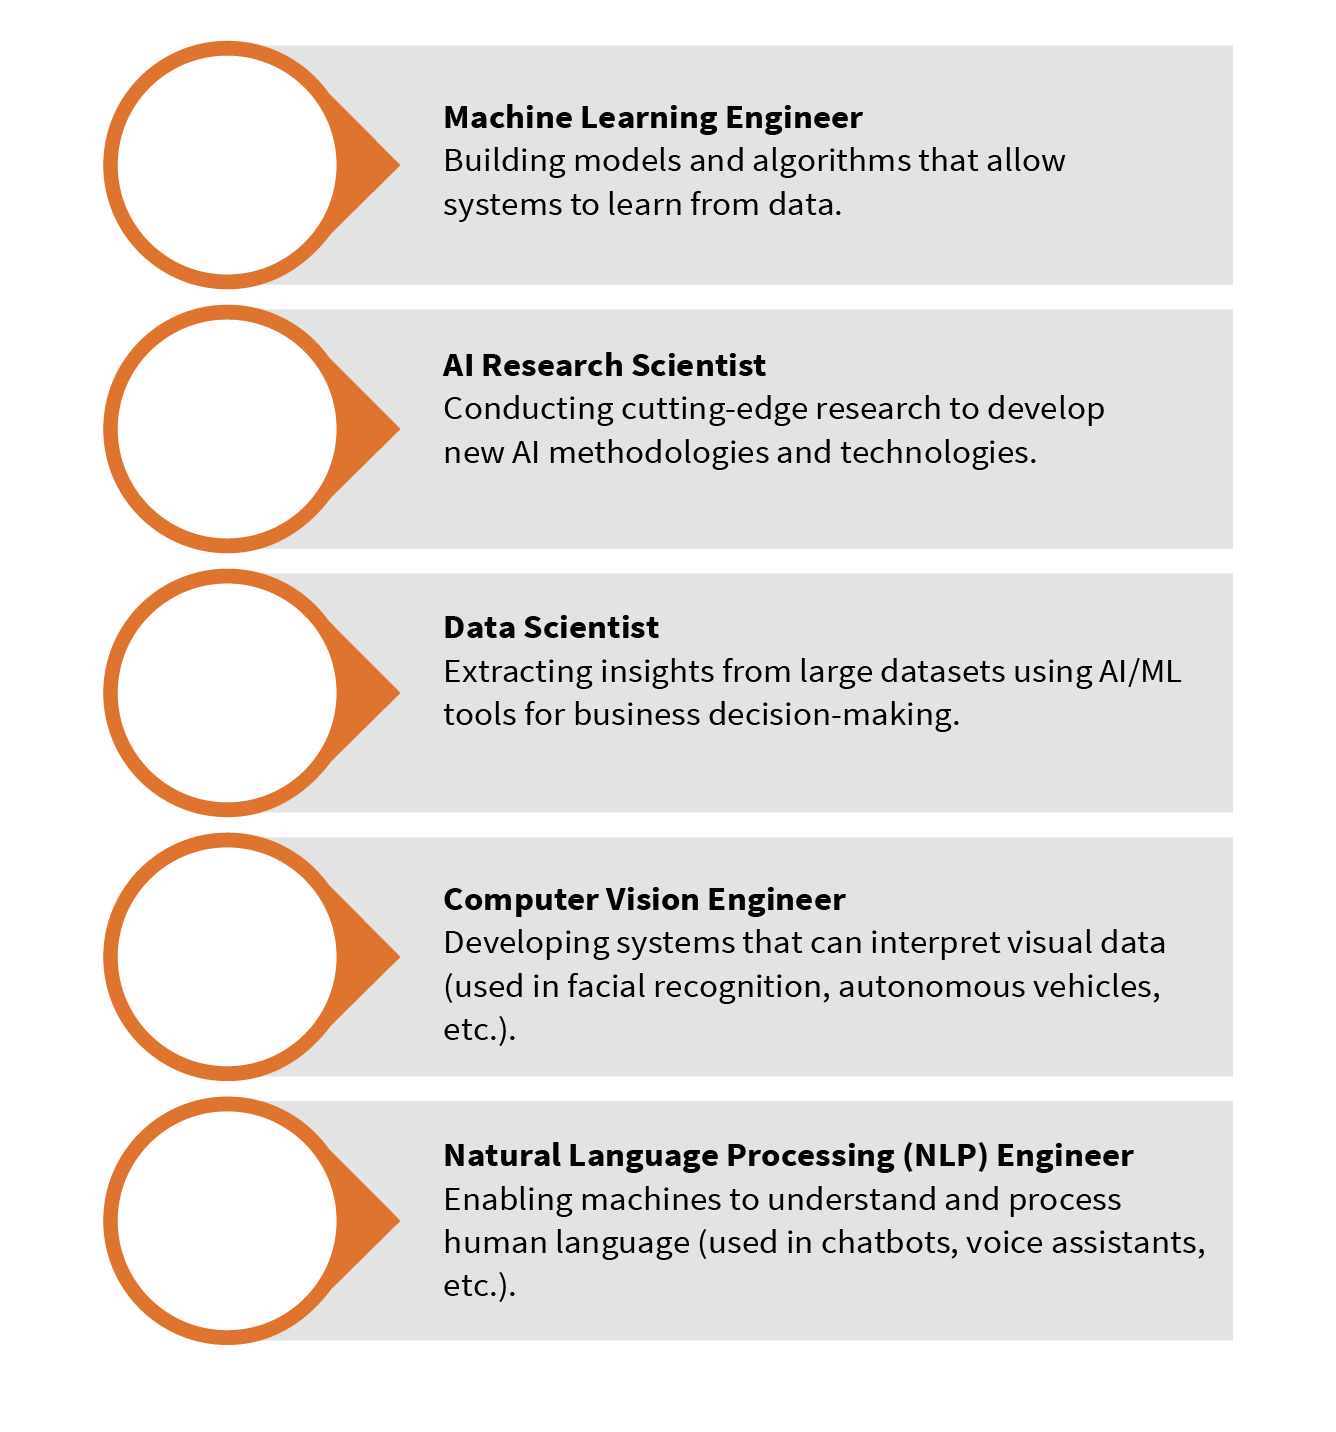 Machine Learning Engineer
Building models and algorithms that allow
systems to learn from data.
AI Research Scientist
Conducting cutting-edge research to develop
new AI methodologies and technologies.
Data Scientist
Extracting insights from large datasets using AI/ML
tools for business decision-making.
Computer Vision Engineer
Developing systems that can interpret visual data
(used in facial recognition, autonomous vehicles,
etc.).
Natural Language Processing (NLP) Engineer
Enabling machines to understand and process
human language (used in chatbots, voice assistants,
etc.).